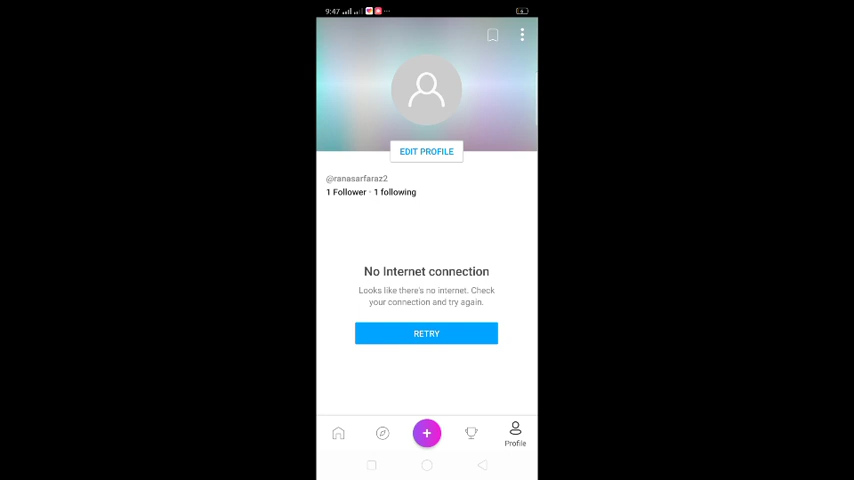 9:47
EDIT PROFILE
@ranasarfaraz2
1 Follower · 1 following
No Internet connection
Looks like there's no internet. Check
your connection and try again.
RETRY
Profile